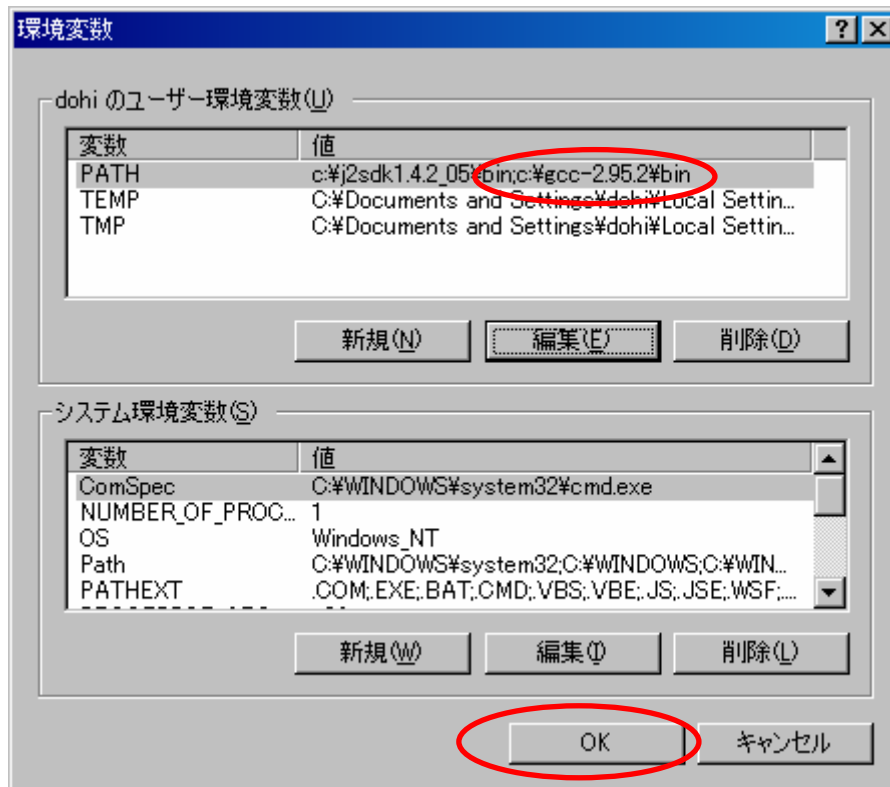 環境変数
dohi のユーザー環境変数(U)
変数 値
PATH c:¥j2sdk1.4.2_05¥bin;c:¥gcc-2.95.2¥bin
TEMP C:¥Documents and Settings¥dohi¥Local Settin...
TMP C:¥Documents and Settings¥dohi¥Local Settin...
新規(N) 編集(E) 削除(D)
システム環境変数(S)
変数 値
ComSpec C:¥WINDOWS¥system32¥cmd.exe
NUMBER_OF_PROC... 1
OS Windows_NT
Path C:¥WINDOWS¥system32;C:¥WINDOWS;C:¥WIN...
PATHEXT .COM;.EXE;.BAT;.CMD;.VBS;.VBE;.JS;.JSE;.WSF;...
新規(W) 編集(I) 削除(L)
OK キャンセル